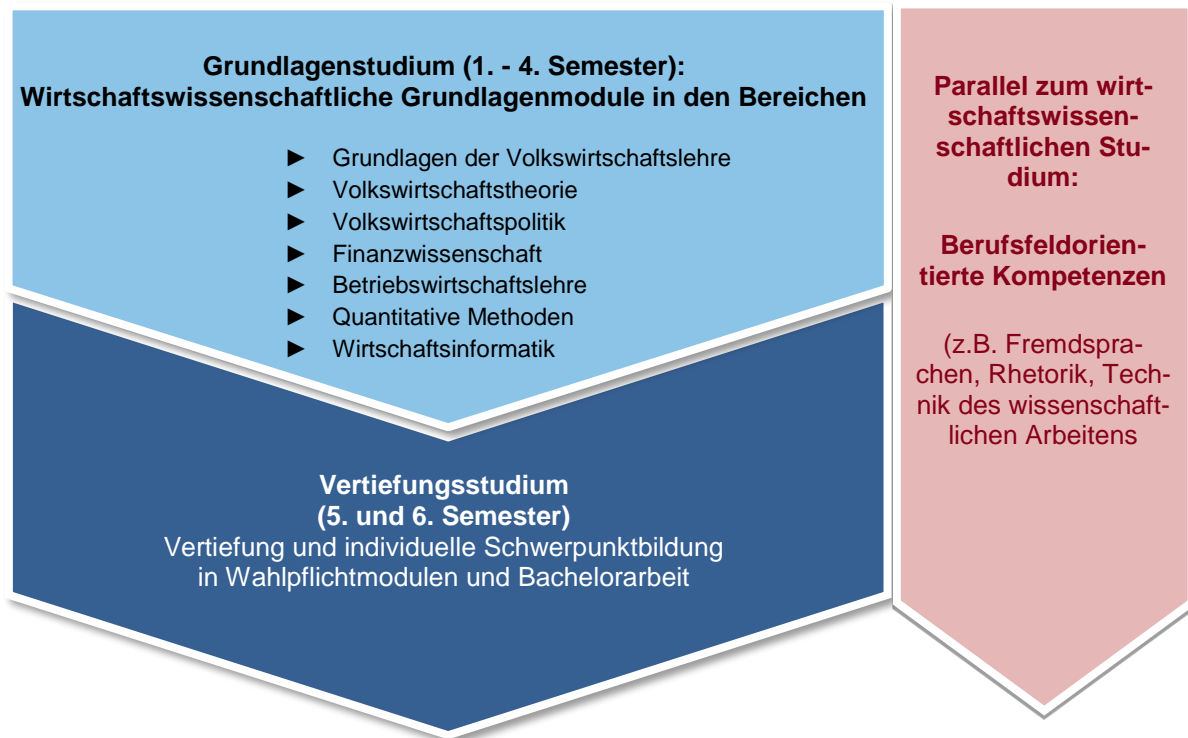 Grundlagenstudium (1. - 4. Semester):
Wirtschaftswissenschaftliche Grundlagenmodule in den Bereichen
► Grundlagen der Volkswirtschaftslehre
► Volkswirtschaftstheorie
► Volkswirtschaftspolitik
► Finanzwissenschaft
► Betriebswirtschaftslehre
► Quantitative Methoden
► Wirtschaftsinformatik
Vertiefungsstudium
(5. und 6. Semester)
Vertiefung und individuelle Schwerpunktbildung
in Wahlpflichtmodulen und Bachelorarbeit
Parallel zum wirt-
schaftswissen-
schaftlichen Stu-
dium:
Berufsfeldorien-
tierte Kompetenzen
(z.B. Fremdspra-
chen, Rhetorik, Tech-
nik des wissenschaft-
lichen Arbeitens